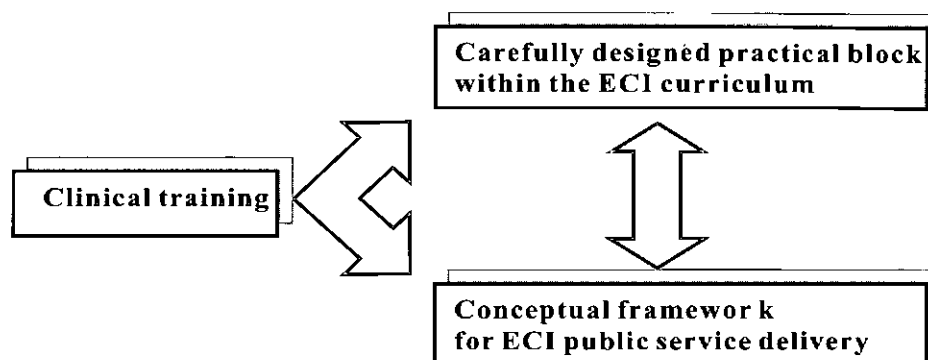 Carefully designed practical block
within the ECI curriculum
Clinical training
Conceptual framewor k
for ECI public service delivery